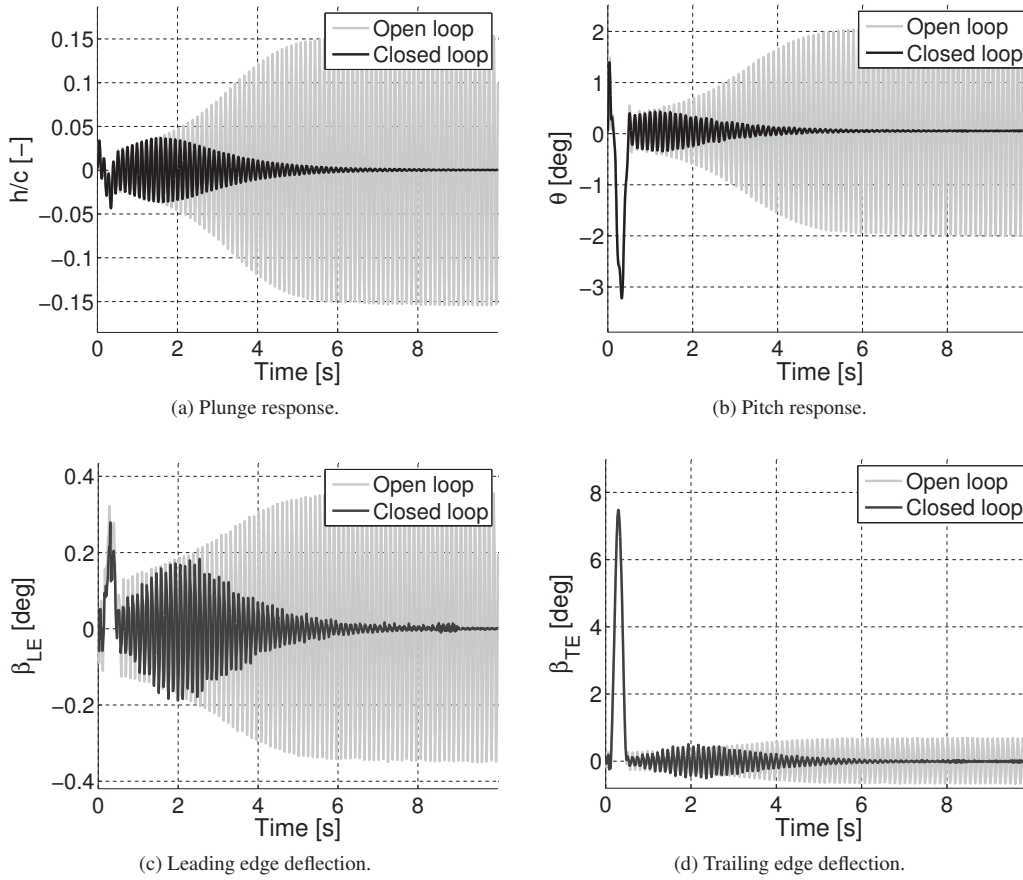 0.15
0.1
0.05
0
−0.05
−0.1
−0.15
h/c [-]
0 2 4 6 8
Time [s]
Open loop
Closed loop
(a) Plunge response.
2
1
0
−1
−2
−3
θ [deg]
0 2 4 6 8
Time [s]
Open loop
Closed loop
(b) Pitch response.
0.4
0.2
0
−0.2
−0.4
β_LE [deg]
0 2 4 6 8
Time [s]
Open loop
Closed loop
(c) Leading edge deflection.
8
6
4
2
0
β_TE [deg]
0 2 4 6 8
Time [s]
Open loop
Closed loop
(d) Trailing edge deflection.